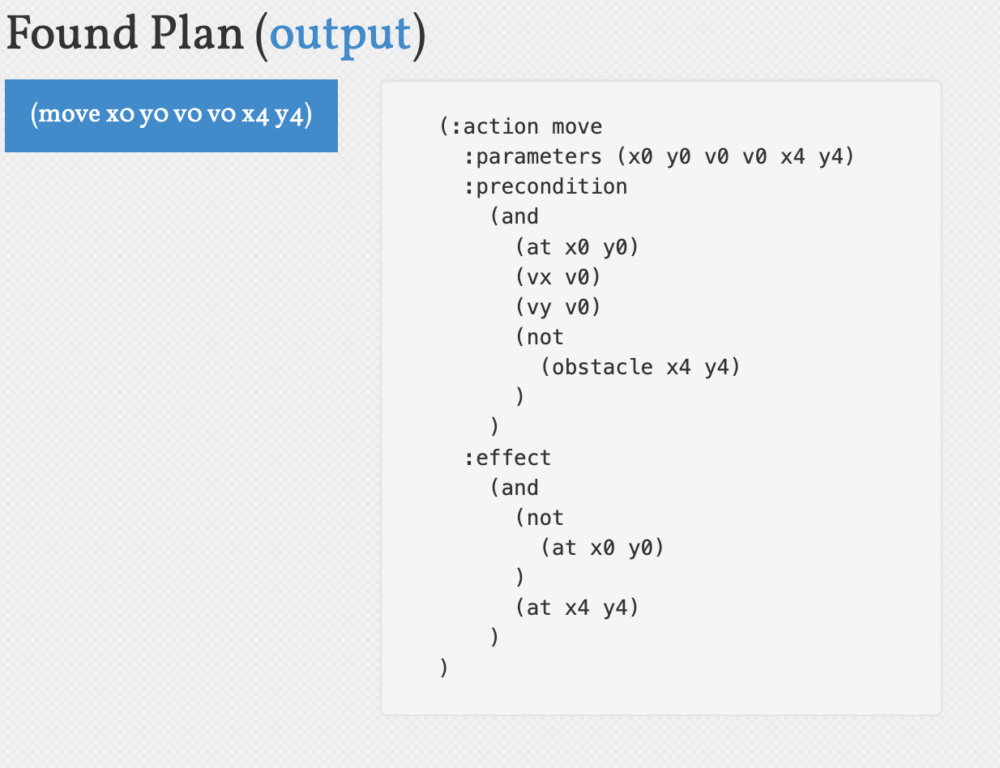 Found Plan (output)
(move x0 y0 v0 v0 x4 y4)
(:action move
  :parameters (x0 y0 v0 v0 x4 y4)
  :precondition
    (and
      (at x0 y0)
      (vx v0)
      (vy v0)
      (not
        (obstacle x4 y4)
      )
    )
  :effect
    (and
      (not
        (at x0 y0)
      )
      (at x4 y4)
    )
)